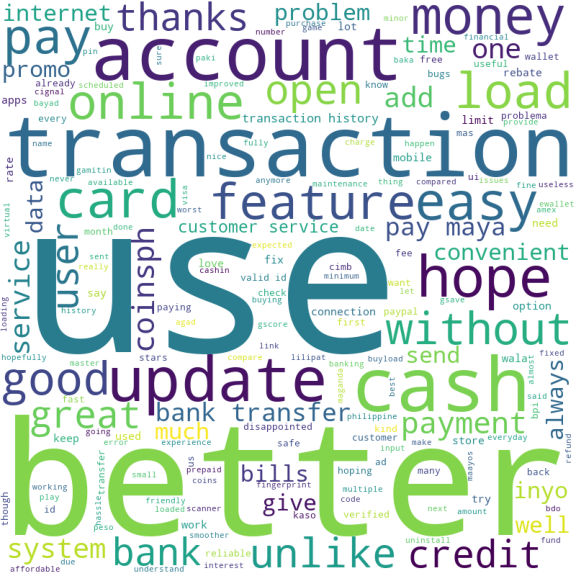 internet
thanks
problem
money
buy
purchase
game
lot
minor
financial
pin
sure
paki
number
baka
free
wallet
pay
account
time
one
know
useful
rebate
promo
already
scheduled
improved
bugs
apps
cignal
bayad
online
open
add
load
every
transaction history
limit
problema
provide
transaction
mas
rate
name
fully
charge
happen
ui
issues
nice
mobile
never
gamitin
anymore
maintenance
thing
compared
fine
useless
available
visa
ewallet
data
card
feature
easy
month
done
worst
date
amex
virtual
user
customer service
pay maya
need
sent
expected
fee
service
really
love
fix
convenient
say
cashin
valid id
cimb
want
minimum
let
use
coinsph
hope
history
paying
check
buying
gsave
option
loading
agad
gscore
connection
first
paypal
without
hopefully
stars
link
send
wala
fixed
master
compare
lilipat
banking
buyload
almost
always
good
update
fast
maganda
best
said
bpi
cash
great
going
used
much
bank transfer
philippine
payment
everyday
refund
keep
error
experience
disappointed
kind
customer
make
store
safe
input
better
us
hoping
ad
many
maayos
back
working
small
prepaid
bills
fingerprint
multiple
inyo
play
hassle
transfer
friendly
coins
give
code
try
id
loaded
scanner
kaso
verified
next
amount
well
though
peso
work
smoother
bdo
system
bank
reliable
unlike
uninstall
credit
fund
due
interest
affordable
understand